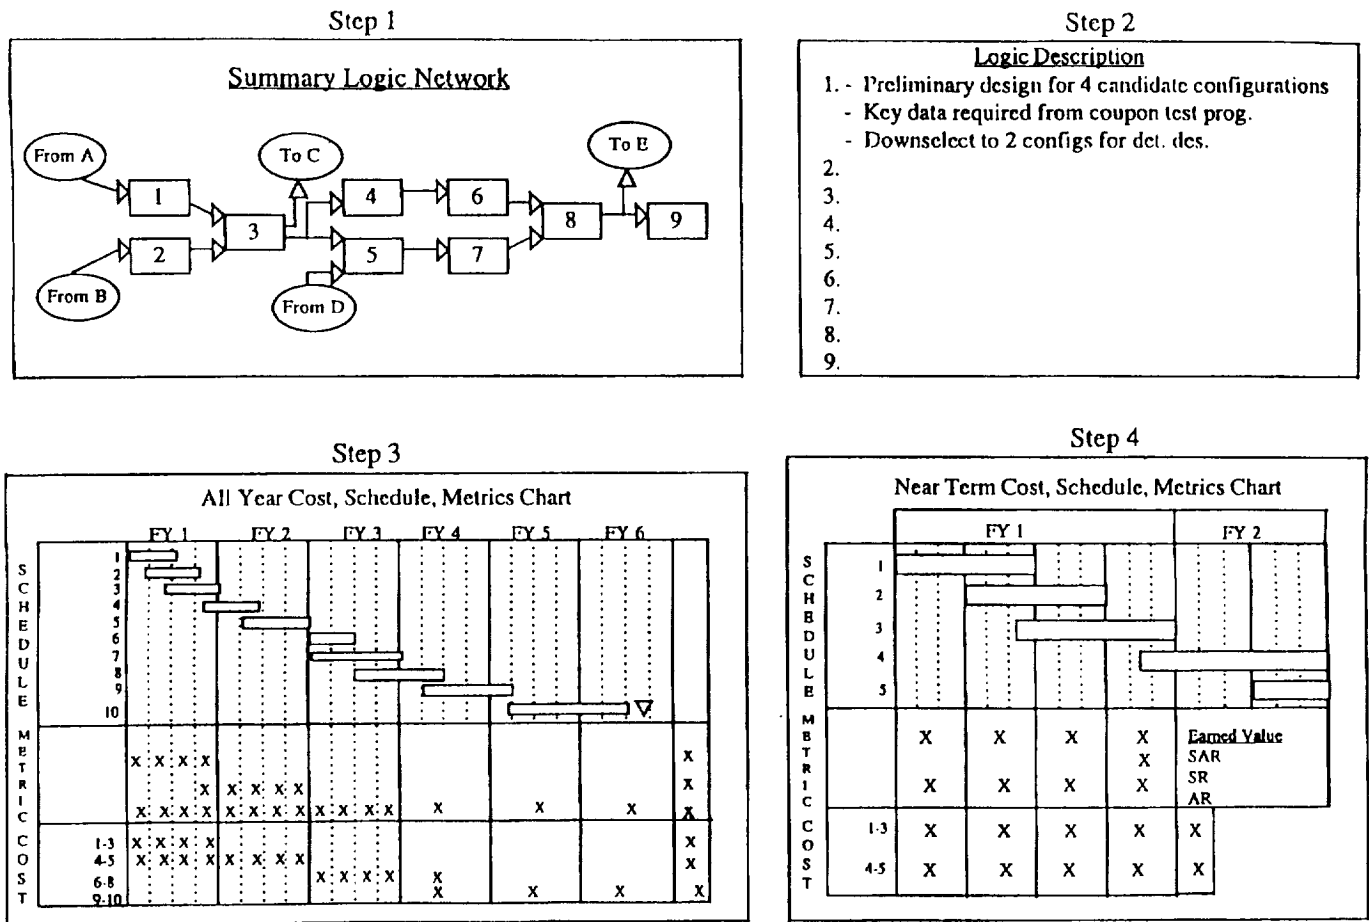 Step 1
Summary Logic Network
From A
To C
To E
1
4
6
3
8
9
2
5
7
From B
From D
Step 2
Logic Description
1. - Preliminary design for 4 candidate configurations
- Key data required from coupon test prog.
- Downselect to 2 configs for det. des.
2.
3.
4.
5.
6.
7.
8.
9.
Step 3
All Year Cost, Schedule, Metrics Chart
FY 1 FY 2 FY 3 FY 4 FY 5 FY 6
SCHEDULE
1
2
3
4
5
6
7
8
9
10
METRIC
X X X X X
X X X X X X
X X X X X X X X X X X X X X X X
COST
1-3 X X X X X
4-5 X X X X X X X X X
6-8 X X X X X
9-10 X X X X
Step 4
Near Term Cost, Schedule, Metrics Chart
FY 1 FY 2
SCHEDULE
1
2
3
4
5
METRIC
X X X X Earned Value
X SAR
X X X X SR
AR
COST
1-3 X X X X X
4-5 X X X X X